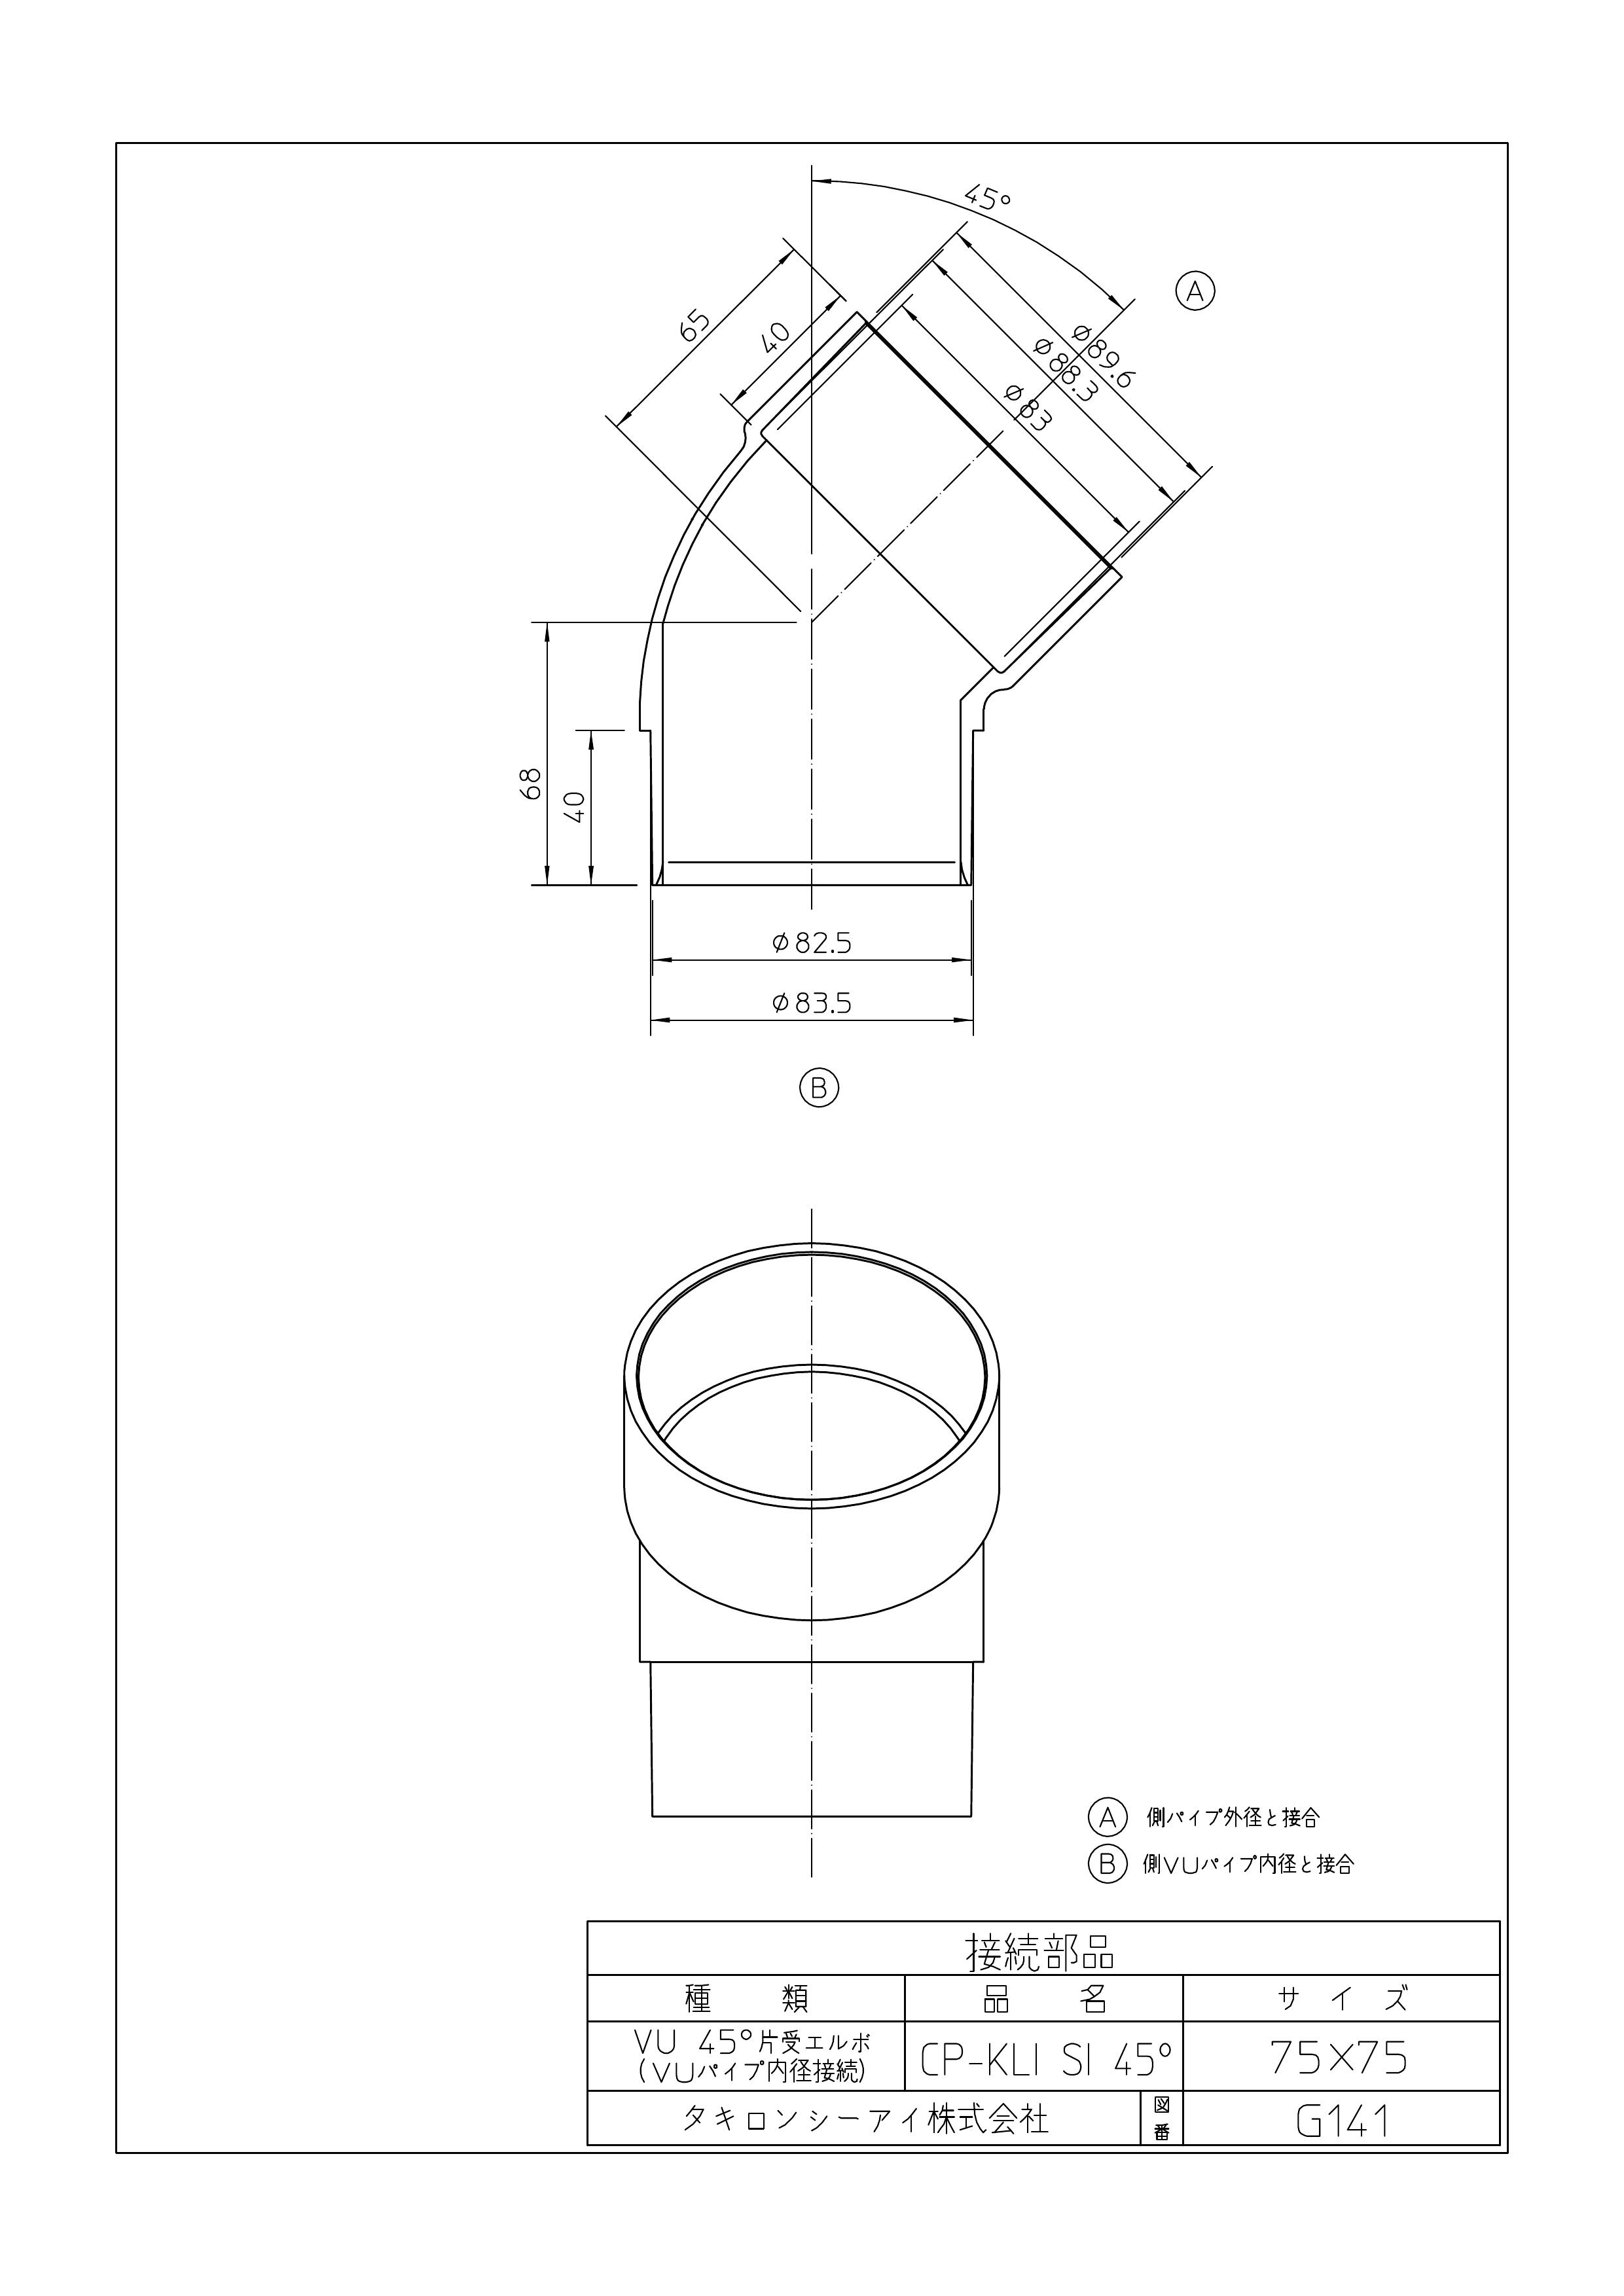 45°
A
65
40
φ89.6
φ88.3
φ83
68
40
φ82.5
φ83.5
B
A 側パイプ外径と接合
B 側VUパイプ内径と接合
接続部品
種 類 品 名 サ イ ズ
VU 45°片受エルボ
(VUパイプ内径接続)
CP-KLI SI 45°
75×75
タキロンシーアイ株式会社
図番
G141